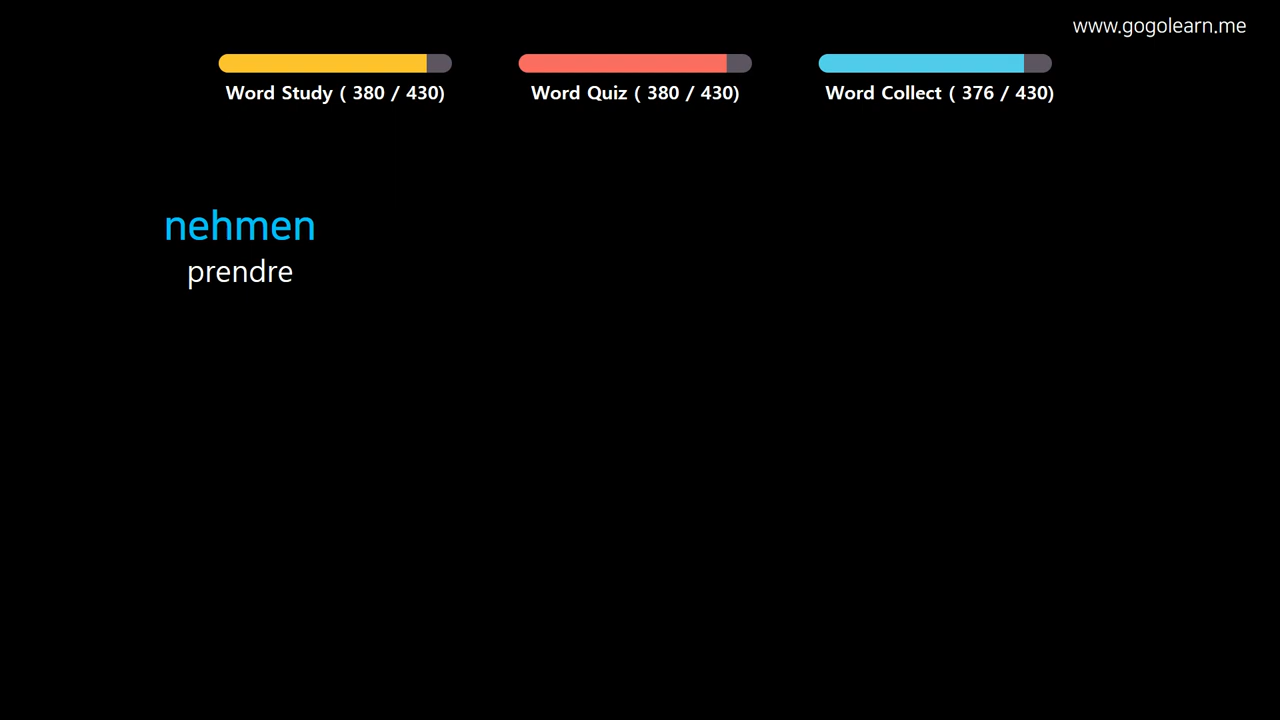 www.gogolearn.me
Word Study ( 380 / 430)
Word Quiz ( 380 / 430)
Word Collect ( 376 / 430)
nehmen
prendre